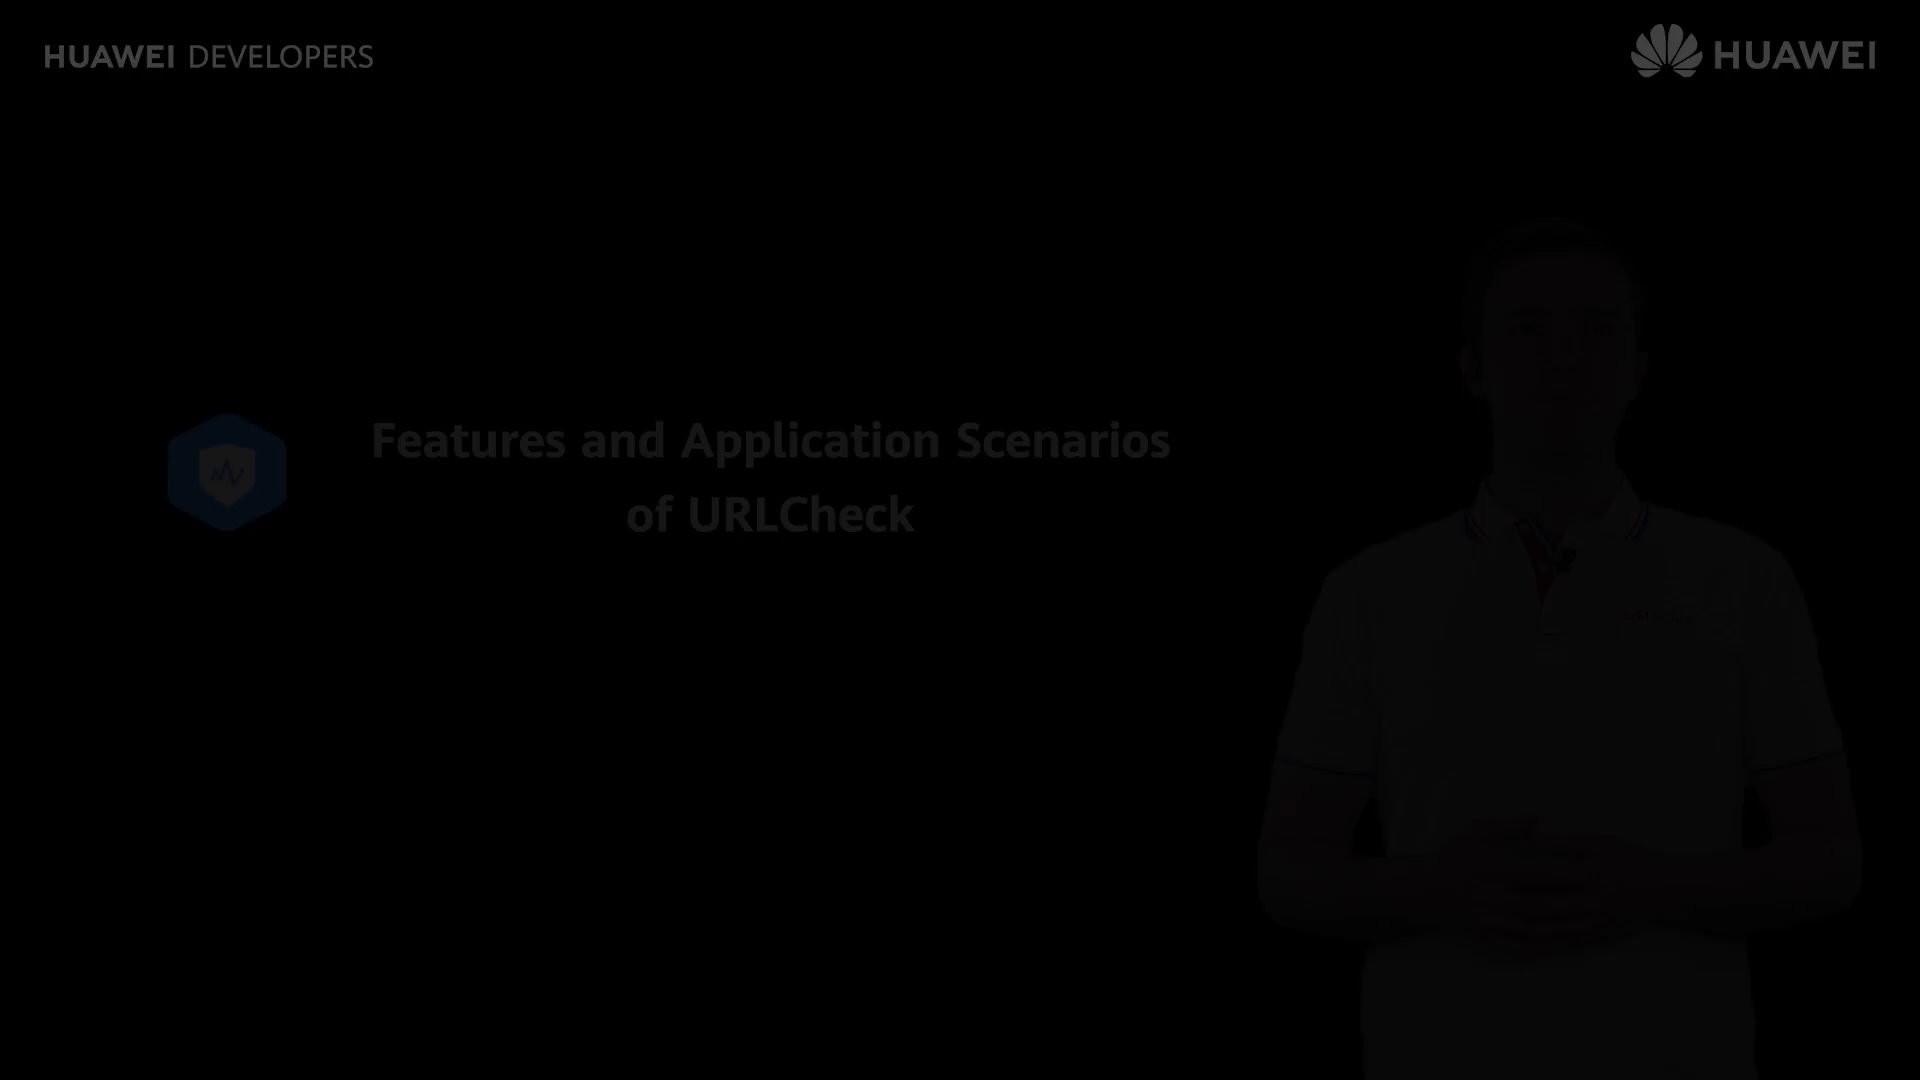 HUAWEI DEVELOPERS
HUAWEI
Features and Application Scenarios
of URLCheck